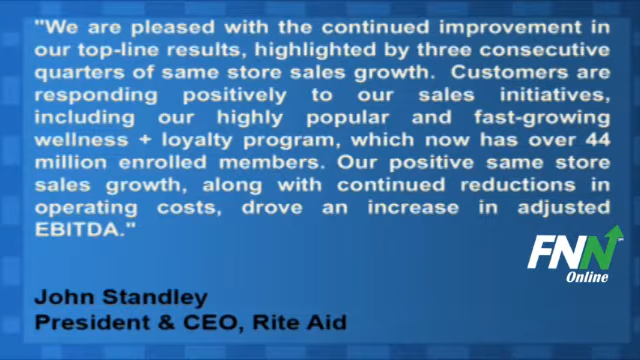 "We are pleased with the continued improvement in
our top-line results, highlighted by three consecutive
quarters of same store sales growth. Customers are
responding positively to our sales initiatives,
including our highly popular and fast-growing
wellness + loyalty program, which now has over 44
million enrolled members. Our positive same store
sales growth, along with continued reductions in
operating costs, drove an increase in adjusted
EBITDA."
FNN
Online
John Standley
President & CEO, Rite Aid